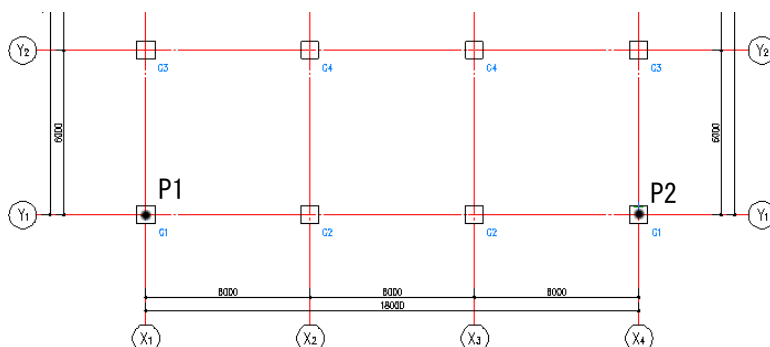 Y2 C3 C4 C4 C3 Y2
6000 6000
P1 P2
Y1 C1 C2 C2 C1 Y1
6000 6000 6000
18000
X1 X2 X3 X4